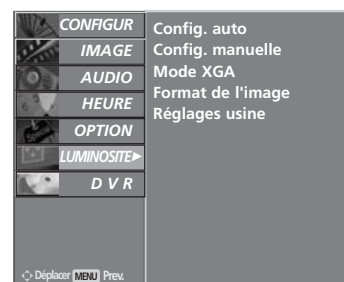 CONFIGUR
IMAGE
AUDIO
HEURE
OPTION
LUMINOSITE
D V R
Déplacer MENU Prev.
Config. auto
Config. manuelle
Mode XGA
Format de l'image
Réglages usine